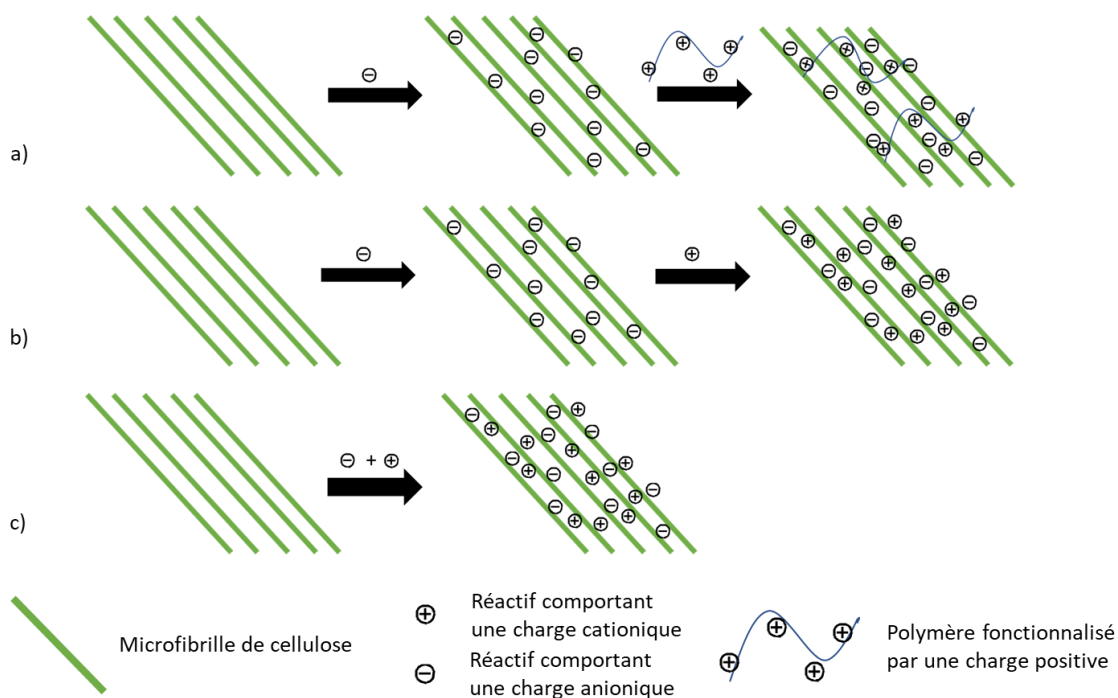 a)
b)
⊖ + ⊕
c)
Microfibrille de cellulose
Réactif comportant
une charge cationique
Réactif comportant
une charge anionique
Polymère fonctionnalisé
par une charge positive